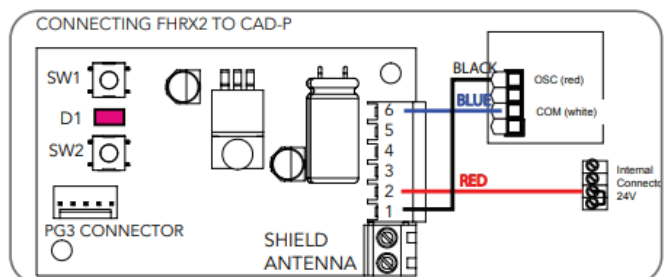 CONNECTING FHRX2 TO CAD-P
SW1
D1
SW2
PG3 CONNECTOR
SHIELD
ANTENNA
6
5
4
3
2
1
BLACK
BLUE
RED
OSC (red)
COM (white)
Internal
Connecto
24V